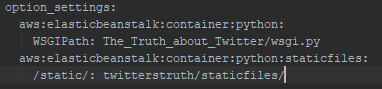 option_settings:
  aws:elasticbeanstalk:container:python:
    WSGIPath: The_Truth_about_Twitter/wsgi.py
  aws:elasticbeanstalk:container:python:staticfiles:
    /static/: twitterstruth/staticfiles/